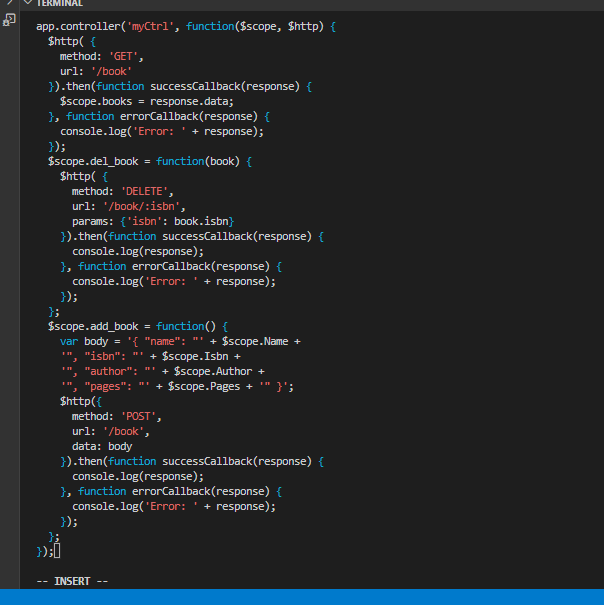 TERMINAL
app.controller('myCtrl', function($scope, $http) {
  $http( {
    method: 'GET',
    url: '/book'
  }).then(function successCallback(response) {
    $scope.books = response.data;
  }, function errorCallback(response) {
    console.log('Error: ' + response);
  });
  $scope.del_book = function(book) {
    $http( {
      method: 'DELETE',
      url: '/book/:isbn',
      params: {'isbn': book.isbn}
    }).then(function successCallback(response) {
      console.log(response);
    }, function errorCallback(response) {
      console.log('Error: ' + response);
    });
  };
  $scope.add_book = function() {
    var body = '{ "name": "' + $scope.Name +
    '", "isbn": "' + $scope.Isbn +
    '", "author": "' + $scope.Author +
    '", "pages": "' + $scope.Pages + '" }';
    $http({
      method: 'POST',
      url: '/book',
      data: body
    }).then(function successCallback(response) {
      console.log(response);
    }, function errorCallback(response) {
      console.log('Error: ' + response);
    });
  };
});
-- INSERT --